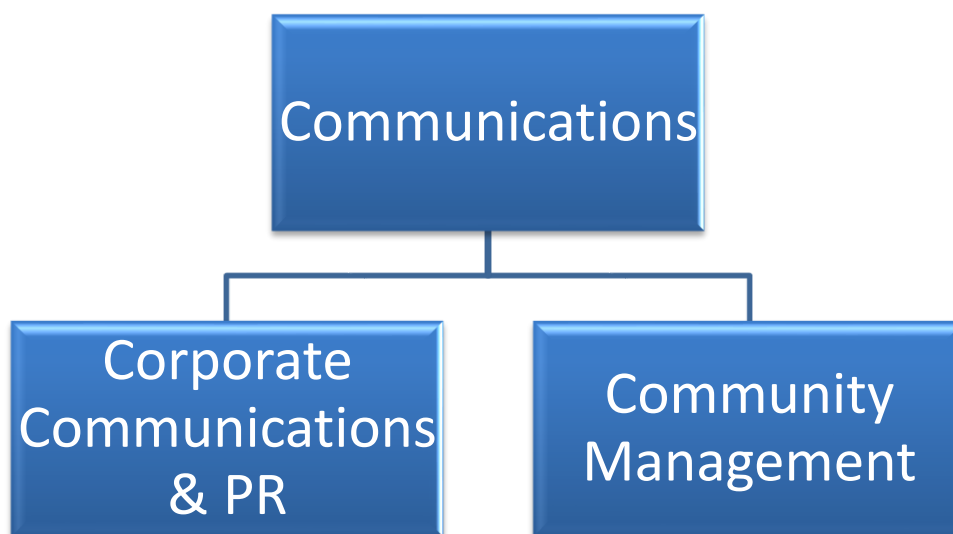 Communications
Corporate
Communications
& PR
Community
Management